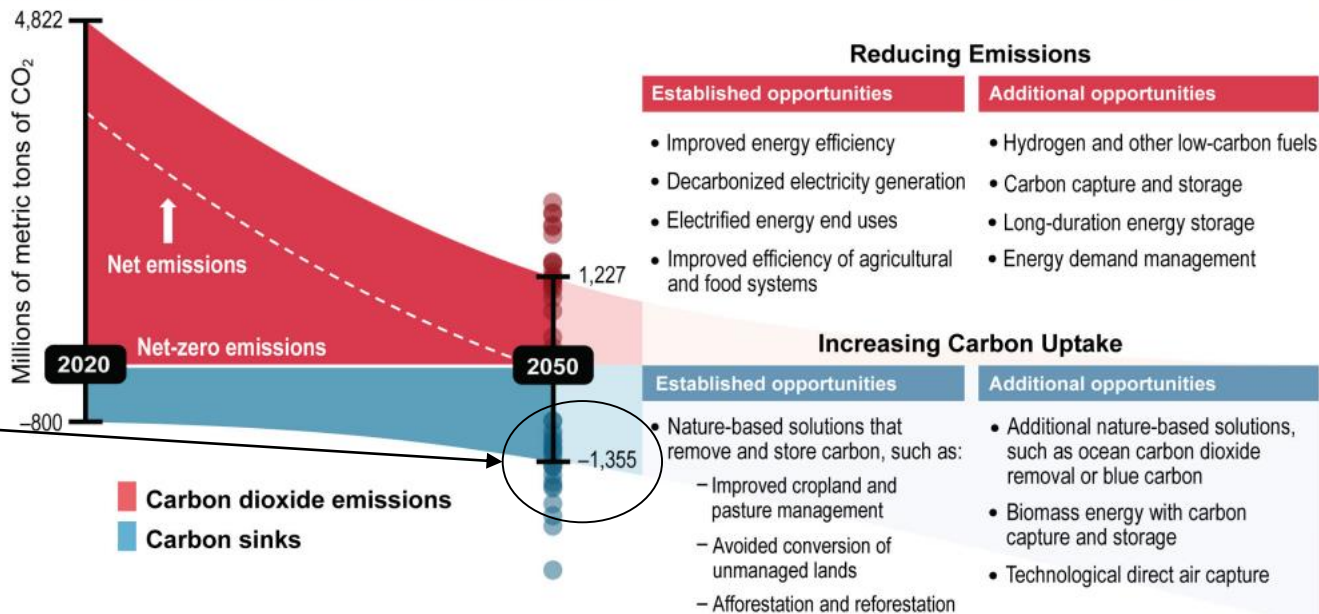 4,822
Millions of metric tons of CO₂
Net emissions
Net-zero emissions
2020
2050
1,227
–800
–1,355
Carbon dioxide emissions
Carbon sinks
Reducing Emissions
Established opportunities
• Improved energy efficiency
• Decarbonized electricity generation
• Electrified energy end uses
• Improved efficiency of agricultural
and food systems
Additional opportunities
• Hydrogen and other low-carbon fuels
• Carbon capture and storage
• Long-duration energy storage
• Energy demand management
Increasing Carbon Uptake
Established opportunities
• Nature-based solutions that
remove and store carbon, such as:
– Improved cropland and
pasture management
– Avoided conversion of
unmanaged lands
– Afforestation and reforestation
Additional opportunities
• Additional nature-based solutions,
such as ocean carbon dioxide
removal or blue carbon
• Biomass energy with carbon
capture and storage
• Technological direct air capture